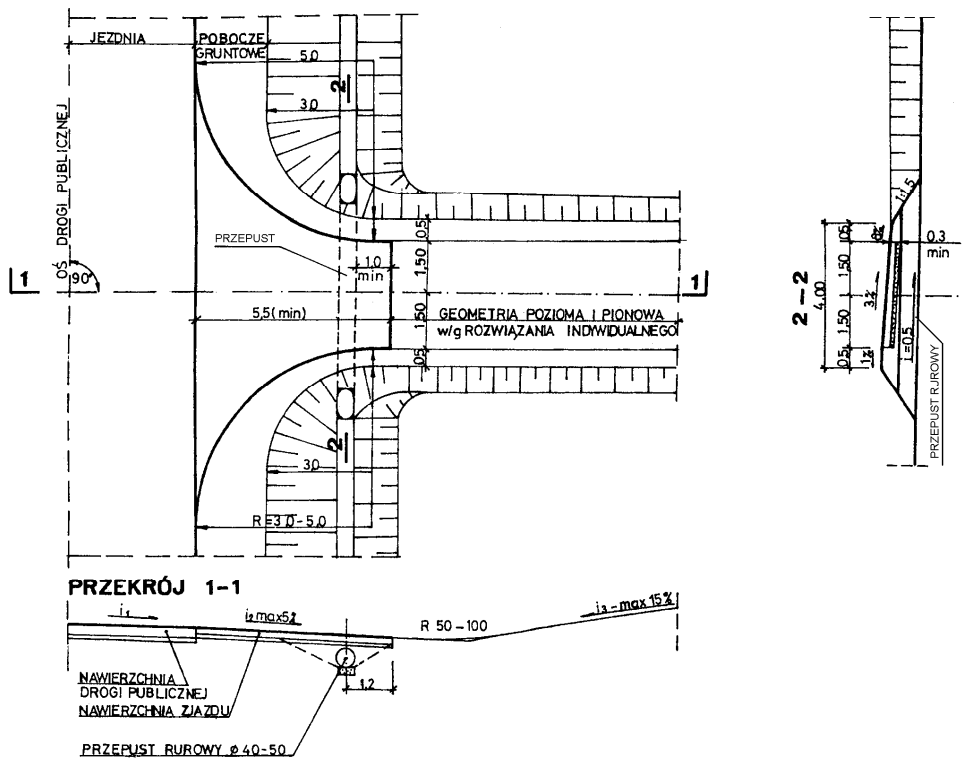 JEZDNIA
POBOCZE
GRUNTOWE
5,0
2
3,0
OŚ DROGI PUBLICZNEJ
90°
1
PRZEPUST
1,0
min
0,5
1,50
1,50
0,5
1
5,5(min)
GEOMETRIA POZIOMA I PIONOWA
w/g ROZWIĄZANIA INDYWIDUALNEGO
2
3,0
R=3,0-5,0
1:1,5
0,3
min
2-2
4.00
0,5
1,50
1,50
0,5
3%
i=0,5
PRZEPUST RUROWY
PRZEKRÓJ 1-1
i₁
i₂ max5%
R 50-100
i₃-max 15%
1,2
NAWIERZCHNIA
DROGI PUBLICZNEJ
NAWIERZCHNIA ZJAZDU
PRZEPUST RUROWY ø 40-50